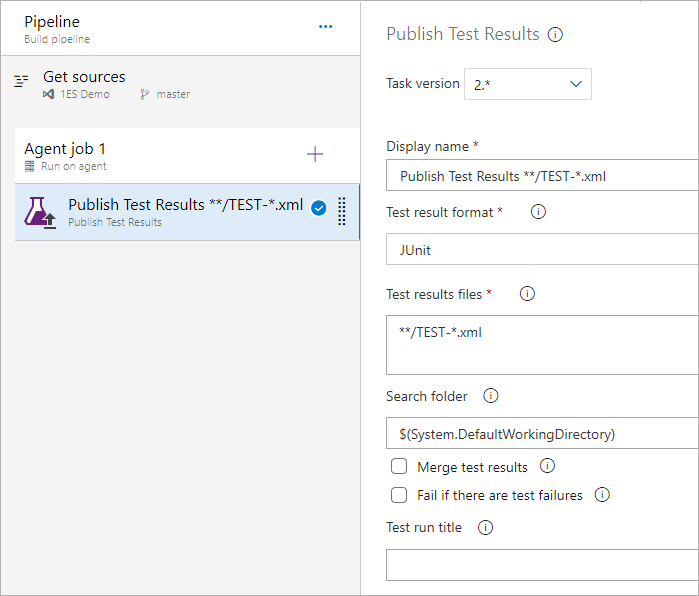 Pipeline
Build pipeline
Get sources
1ES Demo master
Agent job 1
Run on agent
Publish Test Results **/TEST-*.xml
Publish Test Results
Publish Test Results
Task version 2.*
Display name *
Publish Test Results **/TEST-*.xml
Test result format *
JUnit
Test results files *
**/TEST-*.xml
Search folder
$(System.DefaultWorkingDirectory)
Merge test results
Fail if there are test failures
Test run title